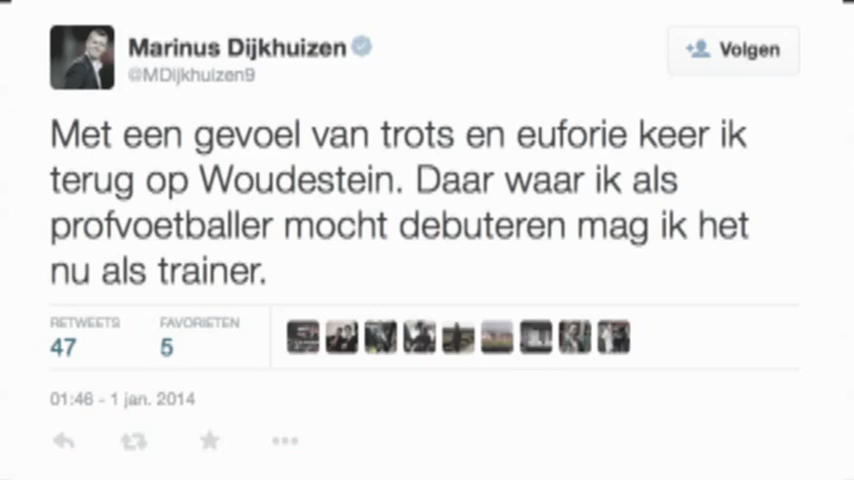 Marinus Dijkhuizen
@MDijkhuizen9
Volgen
Met een gevoel van trots en euforie keer ik
terug op Woudestein. Daar waar ik als
profvoetballer mocht debuteren mag ik het
nu als trainer.
RETWEETS FAVORIETEN
47 5
01:46 - 1 jan. 2014